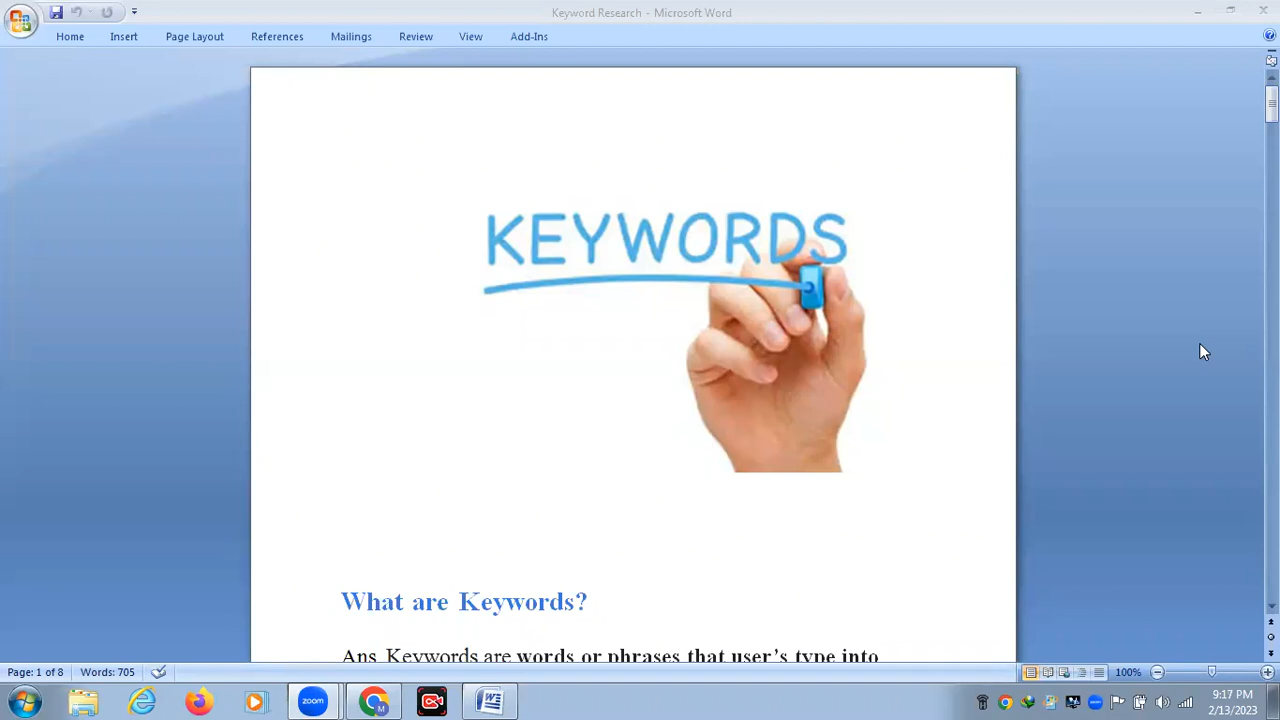 Keyword Research - Microsoft Word
Home Insert Page Layout References Mailings Review View Add-Ins
KEYWORDS
What are Keywords?
Ans. Keywords are words or phrases that user's type into
Page: 1 of 8 Words: 705 100%
zoom
9:17 PM
2/13/2023